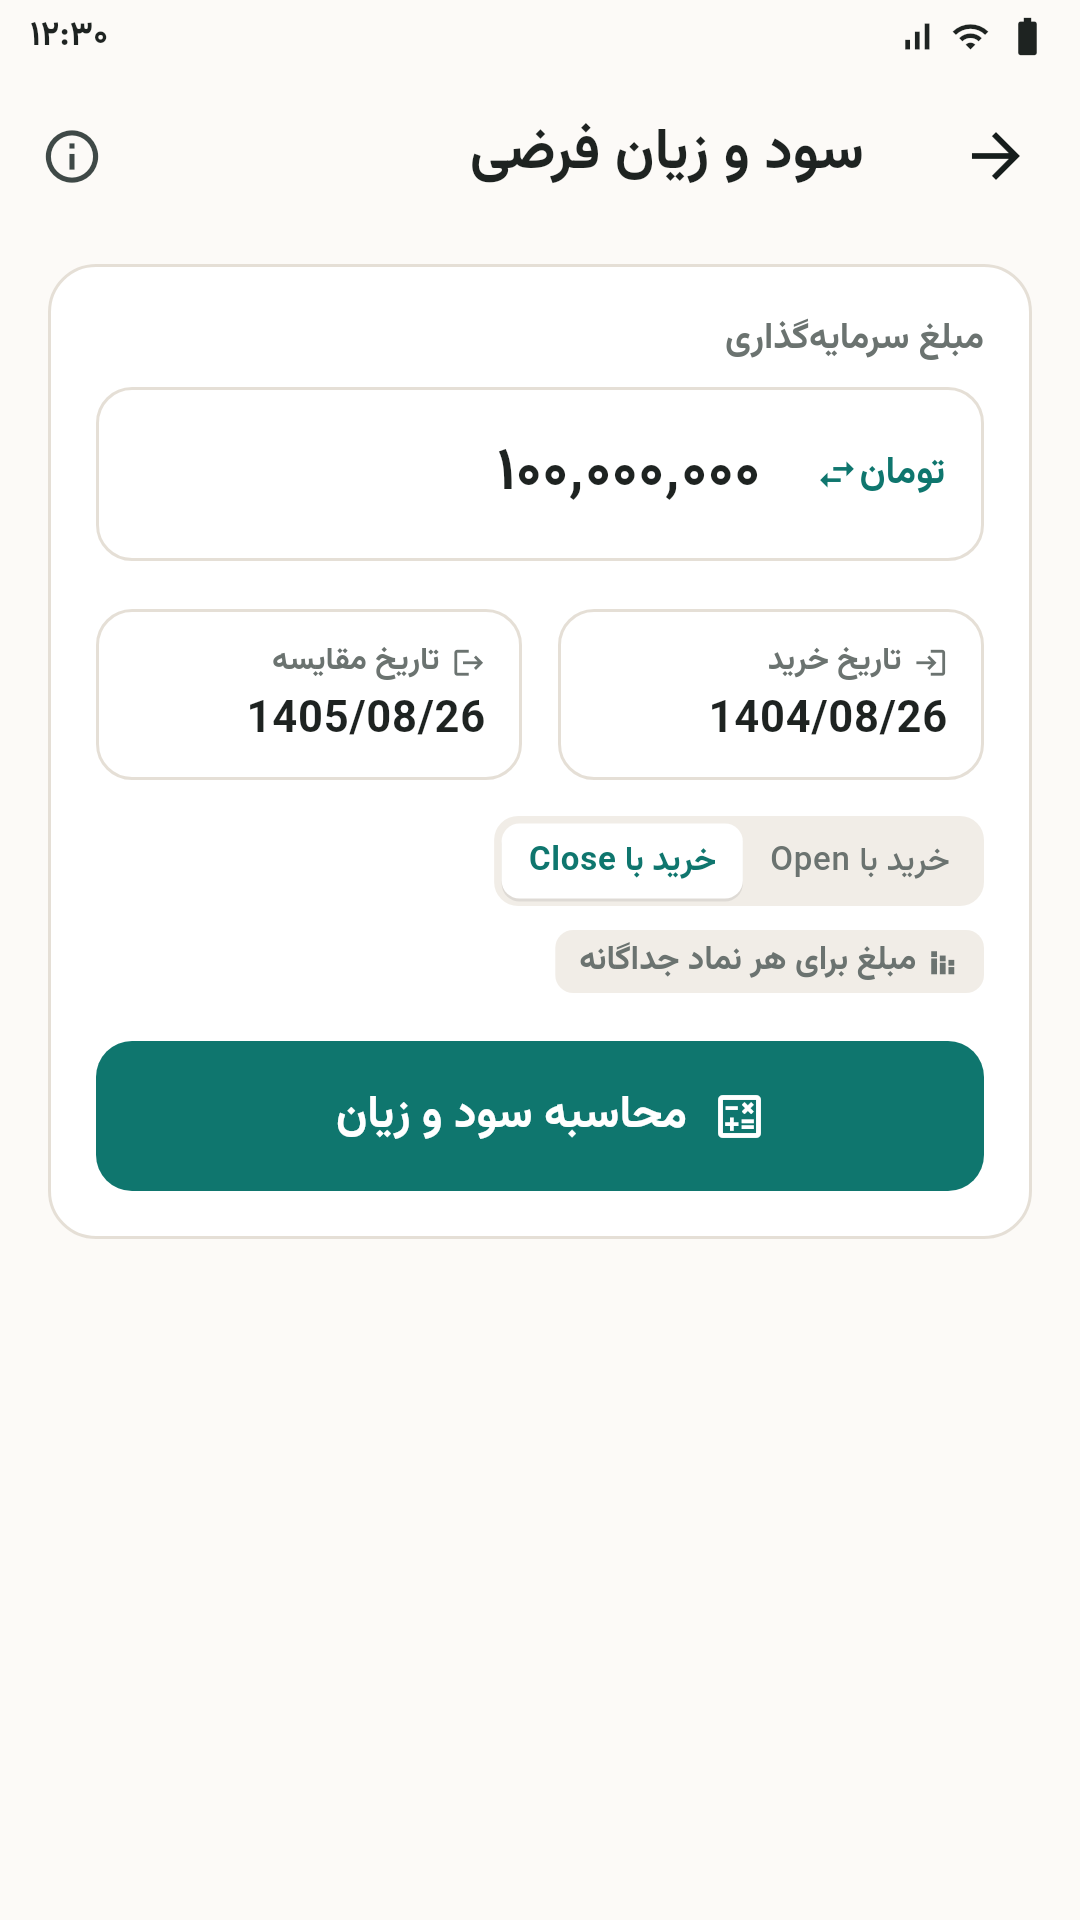 ۱۲:۳۰
سود و زیان فرضی
مبلغ سرمایه‌گذاری
تومان
۱۰۰,۰۰۰,۰۰۰
تاریخ خرید
1404/08/26
تاریخ مقایسه
1405/08/26
خرید با Open
خرید با Close
مبلغ برای هر نماد جداگانه
محاسبه سود و زیان